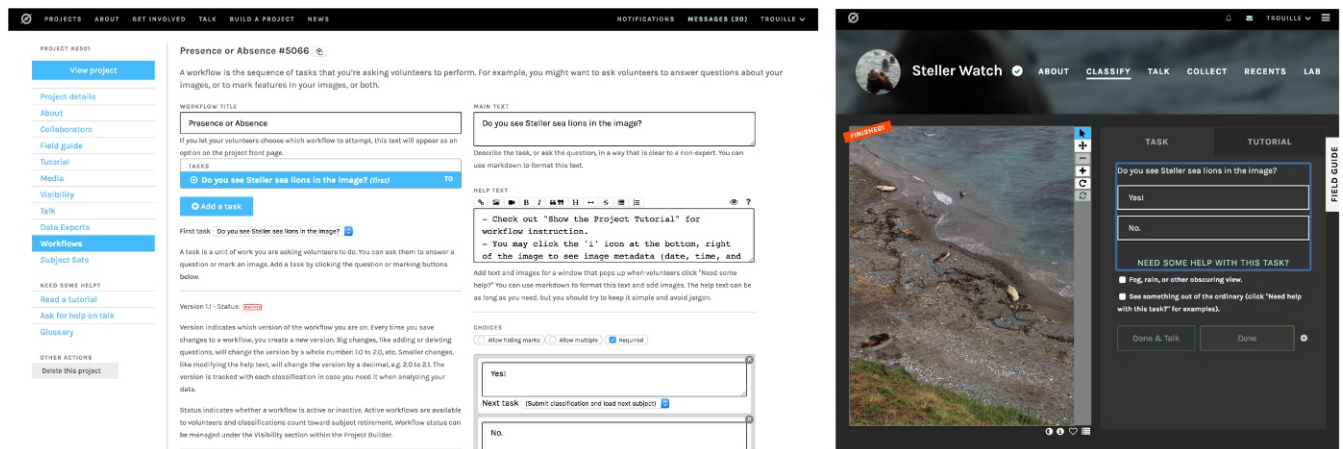 PROJECTS ABOUT GET INVOLVED TALK BUILD A PROJECT NEWS
NOTIFICATIONS MESSAGES (30) TROUILLE
PROJECT #2501
View project
Project details
About
Collaborators
Field guide
Tutorial
Media
Visibility
Talk
Data Exports
Workflows
Subject Sets
NEED SOME HELP?
Read a tutorial
Ask for help on talk
Glossary
OTHER ACTIONS
Delete this project
Presence or Absence #5066
A workflow is the sequence of tasks that you're asking volunteers to perform. For example, you might want to ask volunteers to answer questions about your
images, or to mark features in your images, or both.
WORKFLOW TITLE
Presence or Absence
If you let your volunteers choose which workflow to attempt, this text will appear as an
option on the project front page.
TASKS
Do you see Steller sea lions in the image? (first) TO
Add a task
First task Do you see Steller sea lions in the image?
A task is a unit of work you are asking volunteers to do. You can ask them to answer a
question or mark an image. Add a task by clicking the question or marking buttons
below.
Version 1.1 - Status:
Version indicates which version of the workflow you are on. Every time you save
changes to a workflow, you create a new version. Big changes, like adding or deleting
questions, will change the version by a whole number: 1.0 to 2.0, etc. Smaller changes,
like modifying the help text, will change the version by a decimal, e.g. 2.0 to 2.1. The
version is tracked with each classification in case you need it when analyzing your
data.
Status indicates whether a workflow is active or inactive. Active workflows are available
to volunteers and classifications count toward subject retirement. Workflow status can
be managed under the Visibility section within the Project Builder.
MAIN TEXT
Do you see Steller sea lions in the image?
Describe the task, or ask the question, in a way that is clear to a non-expert. You can
use markdown to format this text.
HELP TEXT
B I H S ?
- Check out "Show the Project Tutorial" for
workflow instruction.
- You may click the 'i' icon at the bottom, right
of the image to see image metadata (date, time, and
Add text and images for a window that pops up when volunteers click "Need some
help?" You can use markdown to format this text and add images. The help text can be
as long as you need, but you should try to keep it simple and avoid jargon.
CHOICES
Allow hiding marks Allow multiple Required
Yes!
Next task (Submit classification and load next subject)
No.
TROUILLE
Steller Watch ABOUT CLASSIFY TALK COLLECT RECENTS LAB
FINISHED!
TASK TUTORIAL
FIELD GUIDE
Do you see Steller sea lions in the image?
Yes!
No.
NEED SOME HELP WITH THIS TASK?
Fog, rain, or other obscuring view.
See something out of the ordinary (click "Need help
with this task?" for examples).
Done & Talk Done